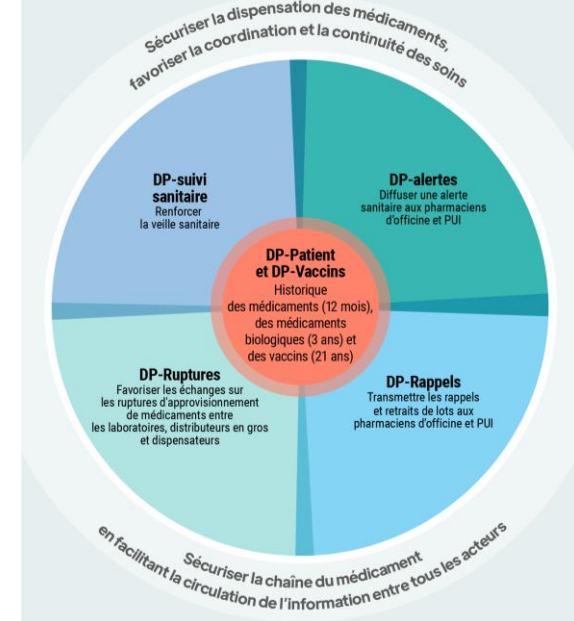 Sécuriser la dispensation des médicaments,
favoriser la coordination et la continuité des soins
DP-suivi
sanitaire
Renforcer
la veille sanitaire
DP-alertes
Diffuser une alerte
sanitaire aux pharmaciens
d'officine et PUI
DP-Patient
et DP-Vaccins
Historique
des médicaments (12 mois),
des médicaments
biologiques (3 ans) et
des vaccins (21 ans)
DP-Ruptures
Favoriser les échanges sur
les ruptures d'approvisionnement
de médicaments entre
les laboratoires, distributeurs en gros
et dispensateurs
DP-Rappels
Transmettre les rappels
et retraits de lots aux
pharmaciens d'officine et PUI
Sécuriser la chaîne du médicament
en facilitant la circulation de l'information entre tous les acteurs